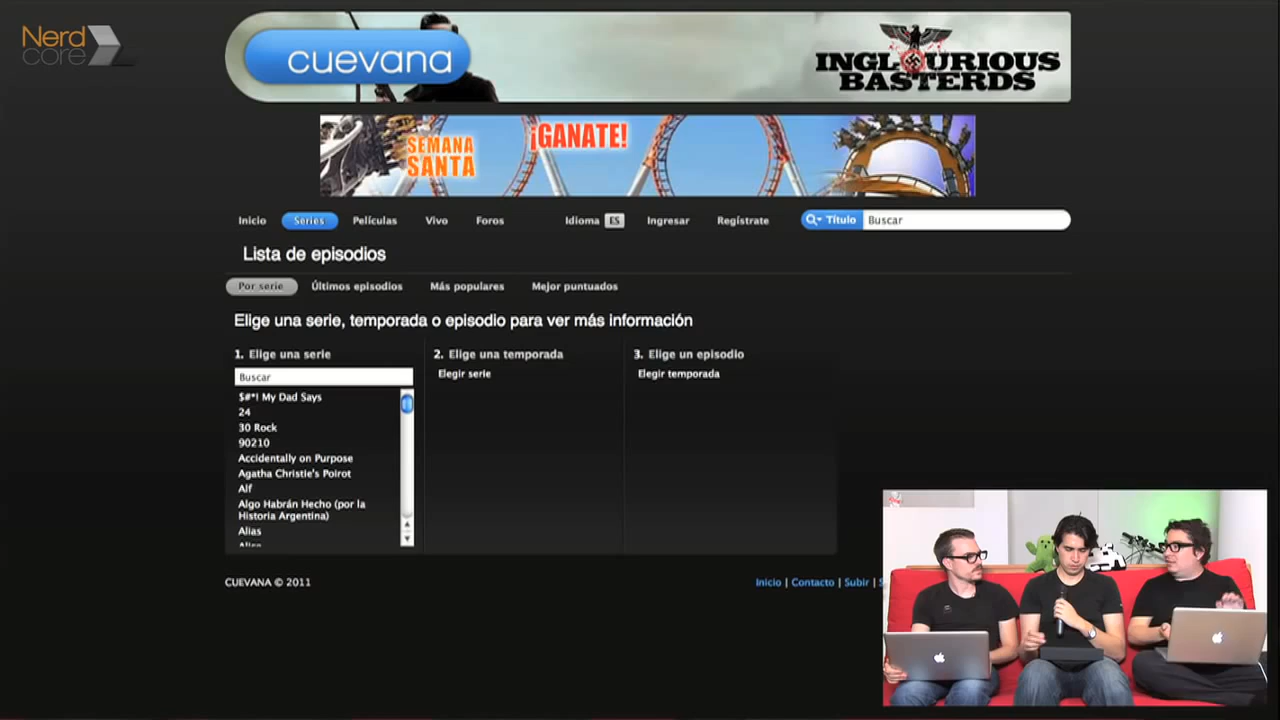 Nerd
core
cuevana
INGLOURIOUS
BASTERDS
SEMANA
SANTA
¡GANATE!
Inicio Series Películas Vivo Foros Idioma ES Ingresar Regístrate Título Buscar
Lista de episodios
Por serie Últimos episodios Más populares Mejor puntuados
Elige una serie, temporada o episodio para ver más información
1. Elige una serie
Buscar
$#*! My Dad Says
24
30 Rock
90210
Accidentally on Purpose
Agatha Christie's Poirot
Alf
Algo Habrán Hecho (por la
Historia Argentina)
Alias
2. Elige una temporada
Elegir serie
3. Elige un episodio
Elegir temporada
CUEVANA © 2011
Inicio | Contacto | Subir |